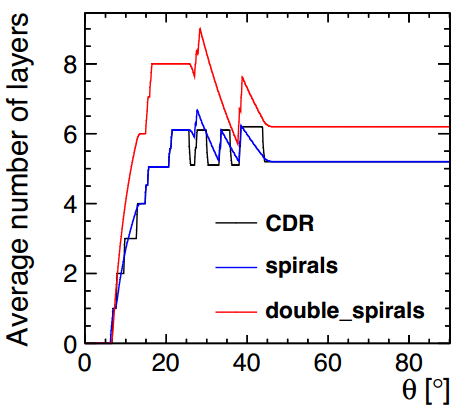 Average number of layers
8
6
4
2
0
0 20 40 60 80
θ [°]
CDR
spirals
double_spirals